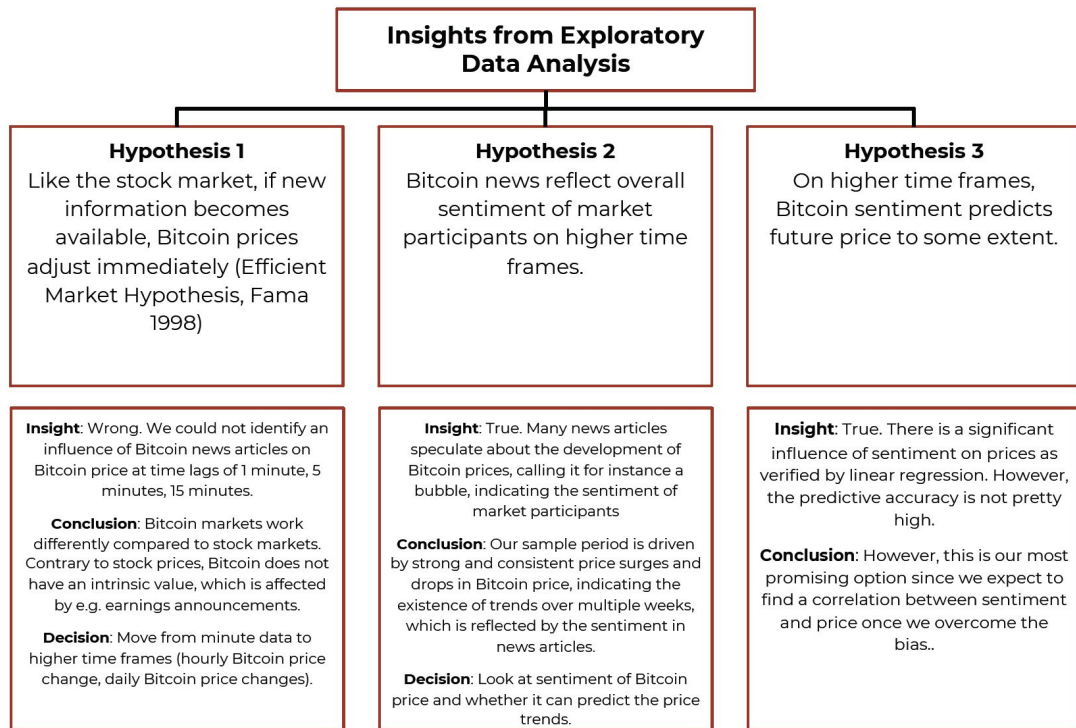 Insights from Exploratory
Data Analysis
Hypothesis 1
Like the stock market, if new
information becomes
available, Bitcoin prices
adjust immediately (Efficient
Market Hypothesis, Fama
1998)
Hypothesis 2
Bitcoin news reflect overall
sentiment of market
participants on higher time
frames.
Hypothesis 3
On higher time frames,
Bitcoin sentiment predicts
future price to some extent.
Insight: Wrong. We could not identify an
influence of Bitcoin news articles on
Bitcoin price at time lags of 1 minute, 5
minutes, 15 minutes.
Conclusion: Bitcoin markets work
differently compared to stock markets.
Contrary to stock prices, Bitcoin does not
have an intrinsic value, which is affected
by e.g. earnings announcements.
Decision: Move from minute data to
higher time frames (hourly Bitcoin price
change, daily Bitcoin price changes).
Insight: True. Many news articles
speculate about the development of
Bitcoin prices, calling it for instance a
bubble, indicating the sentiment of
market participants
Conclusion: Our sample period is driven
by strong and consistent price surges and
drops in Bitcoin price, indicating the
existence of trends over multiple weeks,
which is reflected by the sentiment in
news articles.
Decision: Look at sentiment of Bitcoin
price and whether it can predict the price
trends.
Insight: True. There is a significant
influence of sentiment on prices as
verified by linear regression. However,
the predictive accuracy is not pretty
high.
Conclusion: However, this is our most
promising option since we expect to
find a correlation between sentiment
and price once we overcome the
bias..